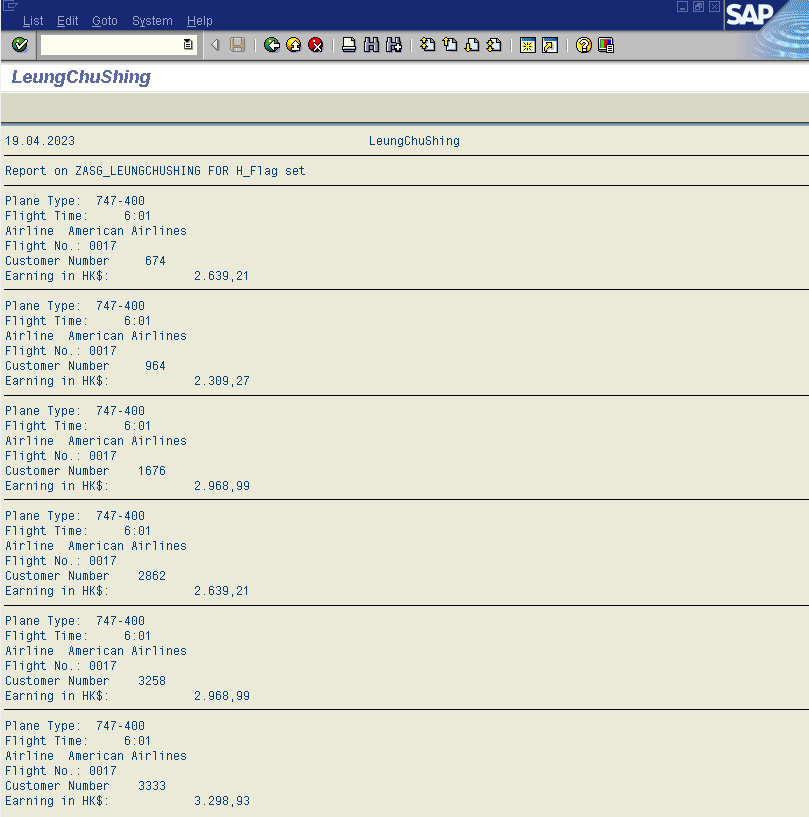 List Edit Goto System Help
SAP
LeungChuShing
19.04.2023 LeungChuShing
Report on ZASG_LEUNGCHUSHING FOR H_Flag set
Plane Type: 747-400
Flight Time: 6:01
Airline American Airlines
Flight No.: 0017
Customer Number 674
Earning in HK$: 2.639,21
Plane Type: 747-400
Flight Time: 6:01
Airline American Airlines
Flight No.: 0017
Customer Number 964
Earning in HK$: 2.309,27
Plane Type: 747-400
Flight Time: 6:01
Airline American Airlines
Flight No.: 0017
Customer Number 1676
Earning in HK$: 2.968,99
Plane Type: 747-400
Flight Time: 6:01
Airline American Airlines
Flight No.: 0017
Customer Number 2862
Earning in HK$: 2.639,21
Plane Type: 747-400
Flight Time: 6:01
Airline American Airlines
Flight No.: 0017
Customer Number 3258
Earning in HK$: 2.968,99
Plane Type: 747-400
Flight Time: 6:01
Airline American Airlines
Flight No.: 0017
Customer Number 3333
Earning in HK$: 3.298,93